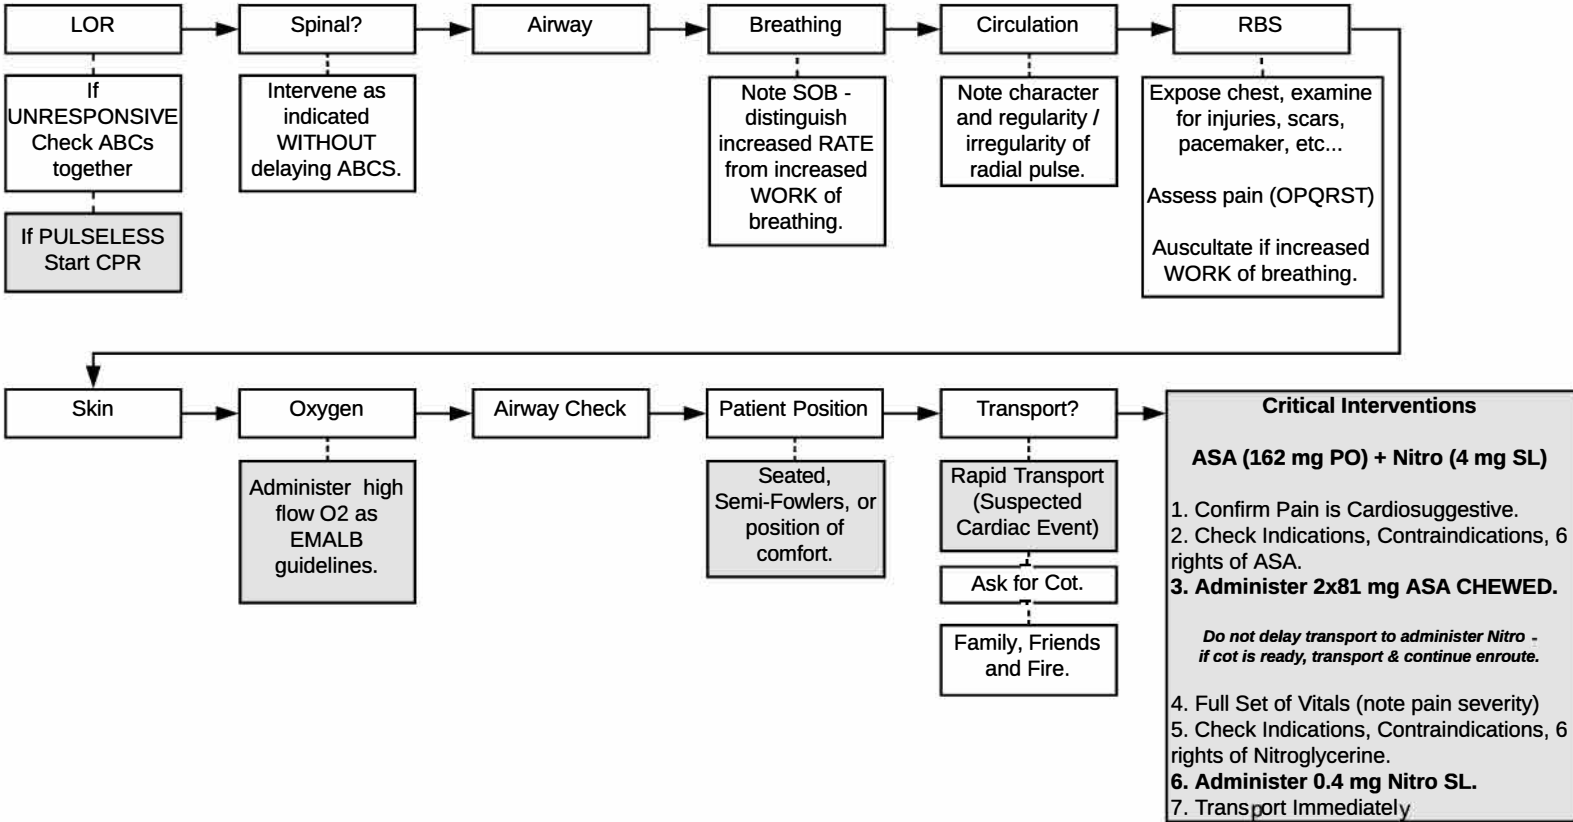 LOR
Spinal?
Airway
Breathing
Circulation
RBS
If
UNRESPONSIVE
Check ABCs
together
If PULSELESS
Start CPR
Intervene as
indicated
WITHOUT
delaying ABCS.
Note SOB -
distinguish
increased RATE
from increased
WORK of
breathing.
Note character
and regularity /
irregularity of
radial pulse.
Expose chest, examine
for injuries, scars,
pacemaker, etc...
Assess pain (OPQRST)
Auscultate if increased
WORK of breathing.
Skin
Oxygen
Airway Check
Patient Position
Transport?
Administer high
flow O2 as
EMALB
guidelines.
Seated,
Semi-Fowlers, or
position of
comfort.
Rapid Transport
(Suspected
Cardiac Event)
Ask for Cot.
Family, Friends
and Fire.
Critical Interventions
ASA (162 mg PO) + Nitro (4 mg SL)
1. Confirm Pain is Cardiosuggestive.
2. Check Indications, Contraindications, 6
rights of ASA.
3. Administer 2x81 mg ASA CHEWED.
Do not delay transport to administer Nitro -
if cot is ready, transport & continue enroute.
4. Full Set of Vitals (note pain severity)
5. Check Indications, Contraindications, 6
rights of Nitroglycerine.
6. Administer 0.4 mg Nitro SL.
7. Transport Immediately